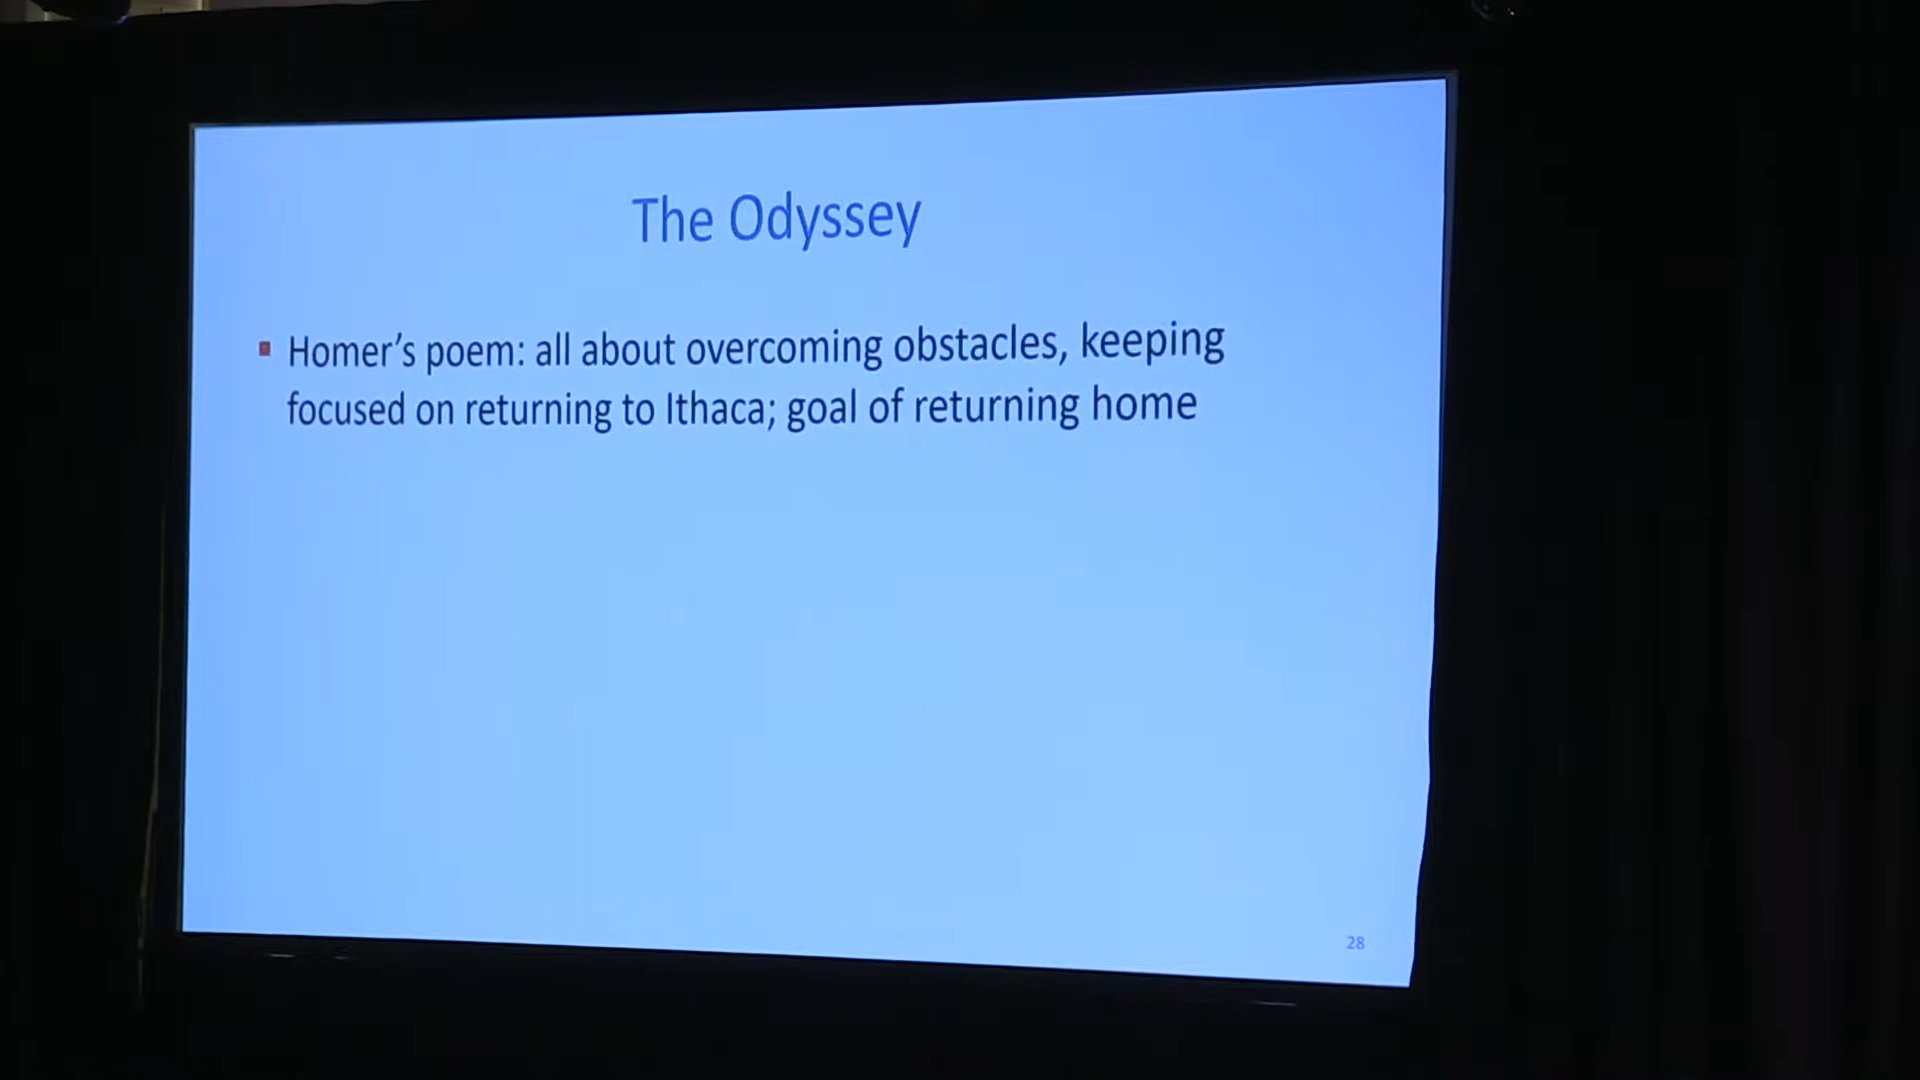 The Odyssey
Homer's poem: all about overcoming obstacles, keeping
focused on returning to Ithaca; goal of returning home
28